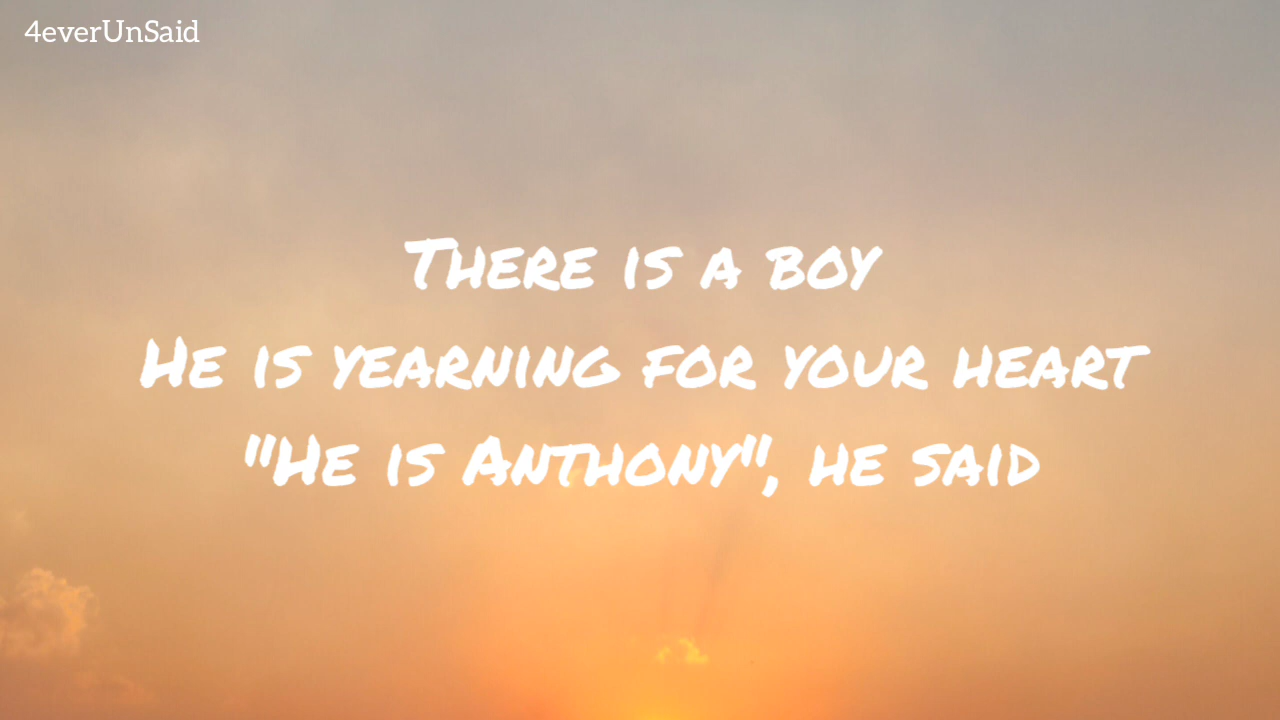 4everUnSaid
There is a boy
He is yearning for your heart
"He is Anthony", he said